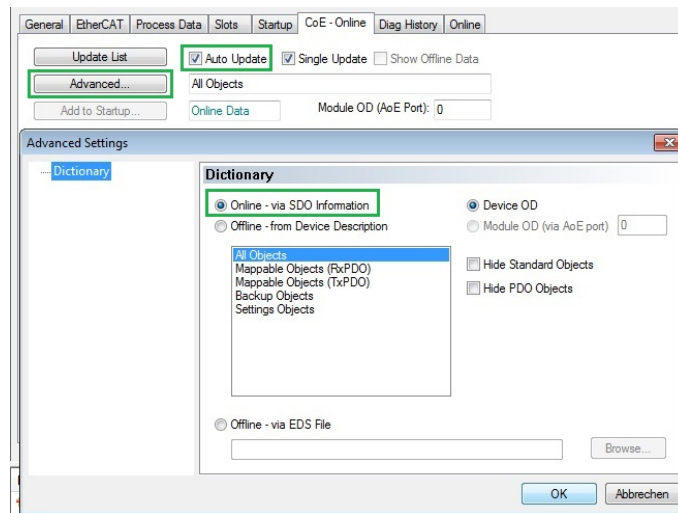 General EtherCAT Process Data Slots Startup CoE - Online Diag History Online
Update List Auto Update Single Update Show Offline Data
Advanced... All Objects
Add to Startup... Online Data Module OD (AoE Port): 0
Advanced Settings
Dictionary
Dictionary
Online - via SDO Information Device OD
Offline - from Device Description Module OD (via AoE port) 0
All Objects
Mappable Objects (RxPDO)
Mappable Objects (TxPDO)
Backup Objects
Settings Objects
Hide Standard Objects
Hide PDO Objects
Offline - via EDS File
Browse...
OK Abbrechen